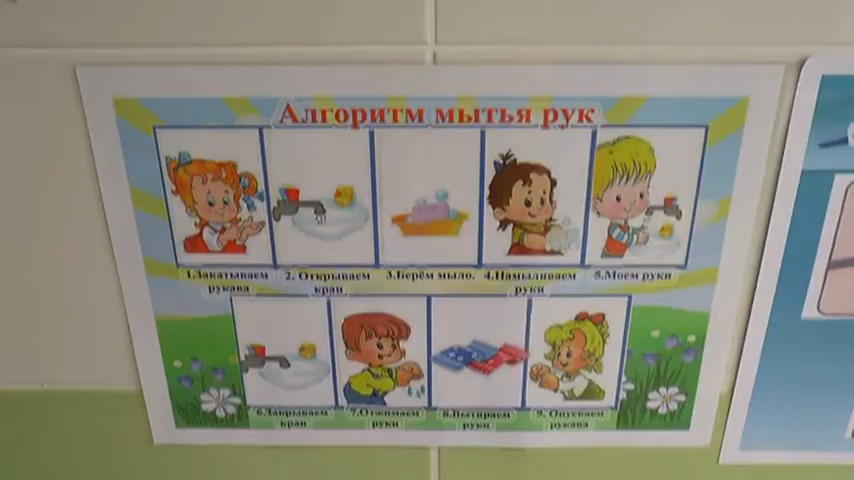 Алгоритм мытья рук
1.Закатываем рукава
2. Открываем кран
3.Берём мыло.
4.Намыливаем руки
5.Моем руки
6.Закрываем кран
7.Отжимаем руки
8.Вытираем руки
9. Опускаем рукава